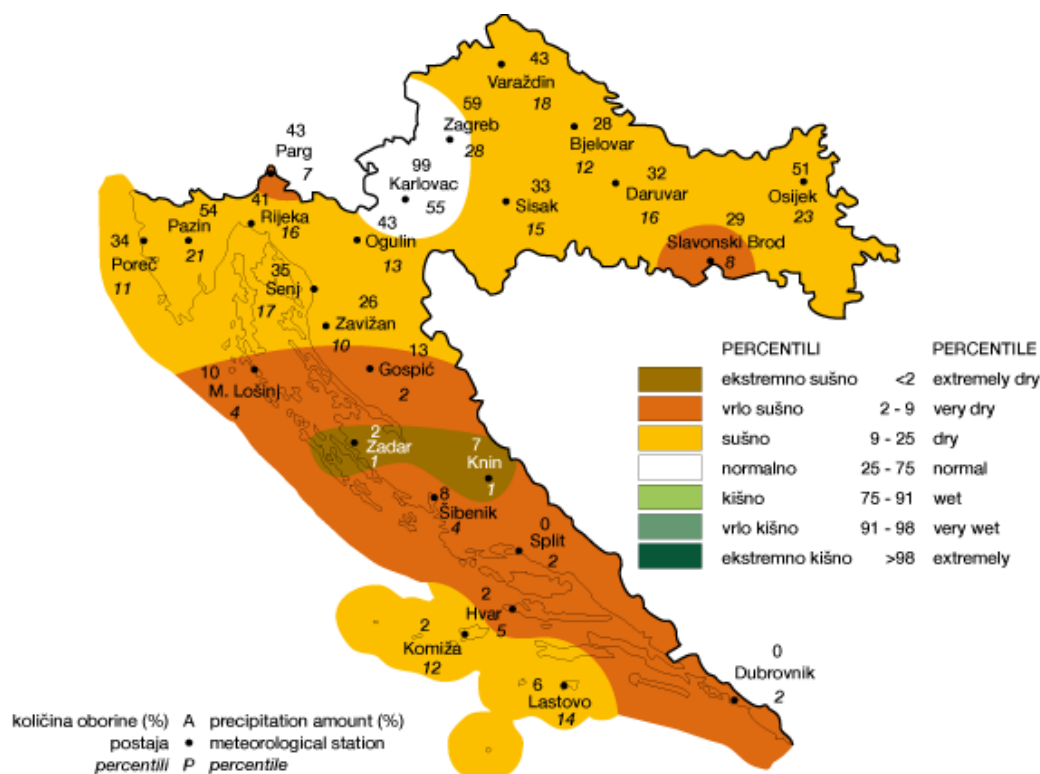 43
Varaždin
18
59
Zagreb
28
28
Bjelovar
12
43
Parg
7
99
Karlovac
55
32
Daruvar
16
51
Osijek
23
33
Sisak
15
29
Slavonski Brod
8
41
Rijeka
16
54
Pazin
21
43
Ogulin
13
34
Poreč
11
35
Senj
17
26
Zavižan
10
13
Gospić
2
10
M. Lošinj
4
2
Zadar
1
7
Knin
1
8
Šibenik
4
0
Split
2
2
Hvar
5
2
Komiža
12
6
Lastovo
14
0
Dubrovnik
2
PERCENTILI PERCENTILE
ekstremno sušno <2 extremely dry
vrlo sušno 2 - 9 very dry
sušno 9 - 25 dry
normalno 25 - 75 normal
kišno 75 - 91 wet
vrlo kišno 91 - 98 very wet
ekstremno kišno >98 extremely
količina oborine (%) A precipitation amount (%)
postaja • meteorological station
percentili P percentile